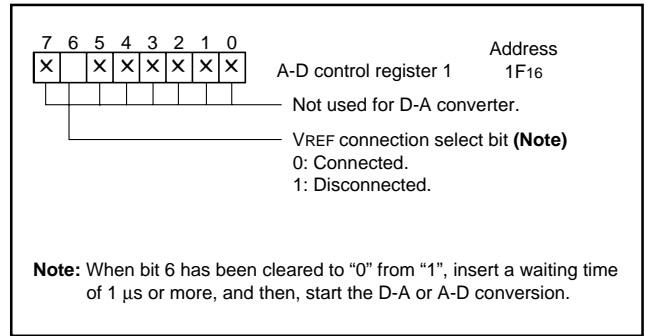 7 6 5 4 3 2 1 0
Address
× × × × × × ×
A-D control register 1 1F16
Not used for D-A converter.
VREF connection select bit (Note)
0: Connected.
1: Disconnected.
Note: When bit 6 has been cleared to “0” from “1”, insert a waiting time
of 1 µs or more, and then, start the D-A or A-D conversion.